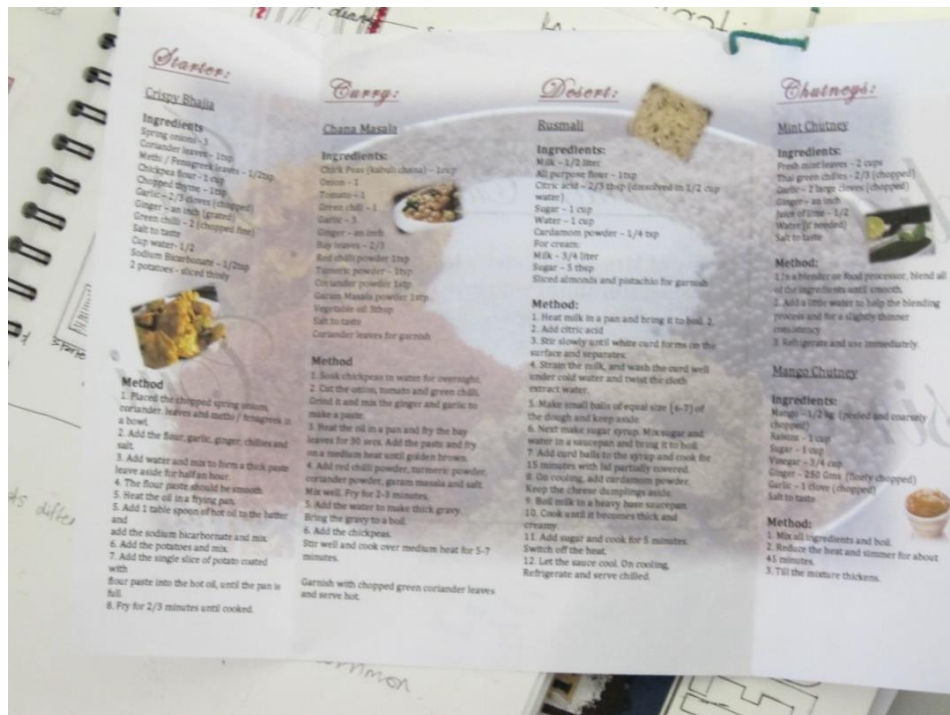 Starter:
Crispy Bhajia
Ingredients
Spring onions - 3
Coriander leaves - 1tsp
Methi / Fenugreek leaves - 1/2tsp
Chickpea flour - 1 cup
Chopped thyme - 1tsp
Garlic - 2/3 cloves (chopped)
Ginger - an inch (grated)
Green chilli - 2 (chopped fine)
Salt to taste
Cup water- 1/2
Sodium Bicarbonate - 1/2tsp
2 potatoes - sliced thinly
Method
1. Placed the chopped spring onions,
coriander, leaves and methi / fenugreek in
a bowl.
2. Add the flour, garlic, ginger, chillies and
salt.
3. Add water and mix to form a thick paste
leave aside for half an hour.
4. The flour paste should be smooth
5. Heat the oil in a frying pan.
5. Add 1 table spoon of hot oil to the batter
and
add the sodium bicarbornate and mix
6. Add the potatoes and mix.
7. Add the single slice of potato coated
with
flour paste into the hot oil, until the pan is
full.
8. Fry for 2/3 minutes until cooked.
Curry:
Chana Masala
Ingredients:
Chick Peas (kabuli chana) - 1cup
Onion - 1
Tomato - 1
Green chilli - 1
Garlic - 3
Ginger - an inch
Bay leaves - 2/3
Red chilli powder 1tsp
Tumeric powder - 1tsp
Coriander powder 1stp
Garam Masala powder 1stp
Vegetable oil 3tbsp
Salt to taste
Coriander leaves for garnish
Method
1. Soak chickpeas in water for overnight.
2. Cut the onion, tomato and green chilli.
Grind it and mix the ginger and garlic to
make a paste.
3. Heat the oil in a pan and fry the bay
leaves for 30 secs. Add the paste and fry
on a medium heat until golden brown.
4. Add red chilli powder, tumeric powder,
coriander powder, garam masala and salt.
Mix well. Fry for 2-3 minutes.
5. Add the water to make thick gravy.
Bring the gravy to a boil.
6. Add the chickpeas.
Stir well and cook over medium heat for 5-7
minutes.
Garnish with chopped green coriander leaves
and serve hot.
Desert:
Rusmali
Ingredients:
Milk - 1/2 liter
All purpose flour - 1tsp
Citric acid - 2/3 tbsp (dissolved in 1/2 cup
water)
Sugar - 1 cup
Water - 1 cup
Cardamom powder - 1/4 tsp
For cream:
Milk - 3/4 liter
Sugar - 5 tbsp
Sliced almonds and pistachio for garnish
Method:
1. Heat milk in a pan and bring it to boil. 2.
2. Add citric acid
3. Stir slowly until white curd forms on the
surface and separates.
4. Strain the milk, and wash the curd well
under cold water and twist the cloth
extract water.
5. Make small balls of equal size (6-7) of
the dough and keep aside.
6. Next make sugar syrup. Mix sugar and
water in a saucepan and bring it to boil.
7. Add curd balls to the syrup and cook for
15 minutes with lid partially covered.
8. On cooling, add cardamom powder.
Keep the cheese dumplings aside.
9. Boil milk in a heavy base saucepan.
10. Cook until it becomes thick and
creamy.
11. Add sugar and cook for 5 minutes.
Switch off the heat.
12. Let the sauce cool. On cooling,
Refrigerate and serve chilled.
Chutneys:
Mint Chutney
Ingredients:
Fresh mint leaves - 2 cups
Thai green chillies - 2/3 (chopped)
Garlic - 2 large cloves (chopped)
Ginger - an inch
Juice of lime - 1/2
Water (if needed)
Salt to taste
Method:
1 In a blender or food processor, blend all
of the ingredients until smooth.
2. Add a little water to help the blending
process and for a slightly thinner
consistency
3. Refrigerate and use immediately.
Mango Chutney
Ingredients:
Mango - 1/2 kg (peeled and coarsely
chopped)
Raisins - 1 cup
Sugar - 1 cup
Vinegar - 3/4 cup
Ginger - 250 Gms (finely chopped)
Garlic - 1 clove (chopped)
Salt to taste
Method:
1. Mix all ingredients and boil.
2. Reduce the heat and simmer for about
45 minutes.
3. Till the mixture thickens.